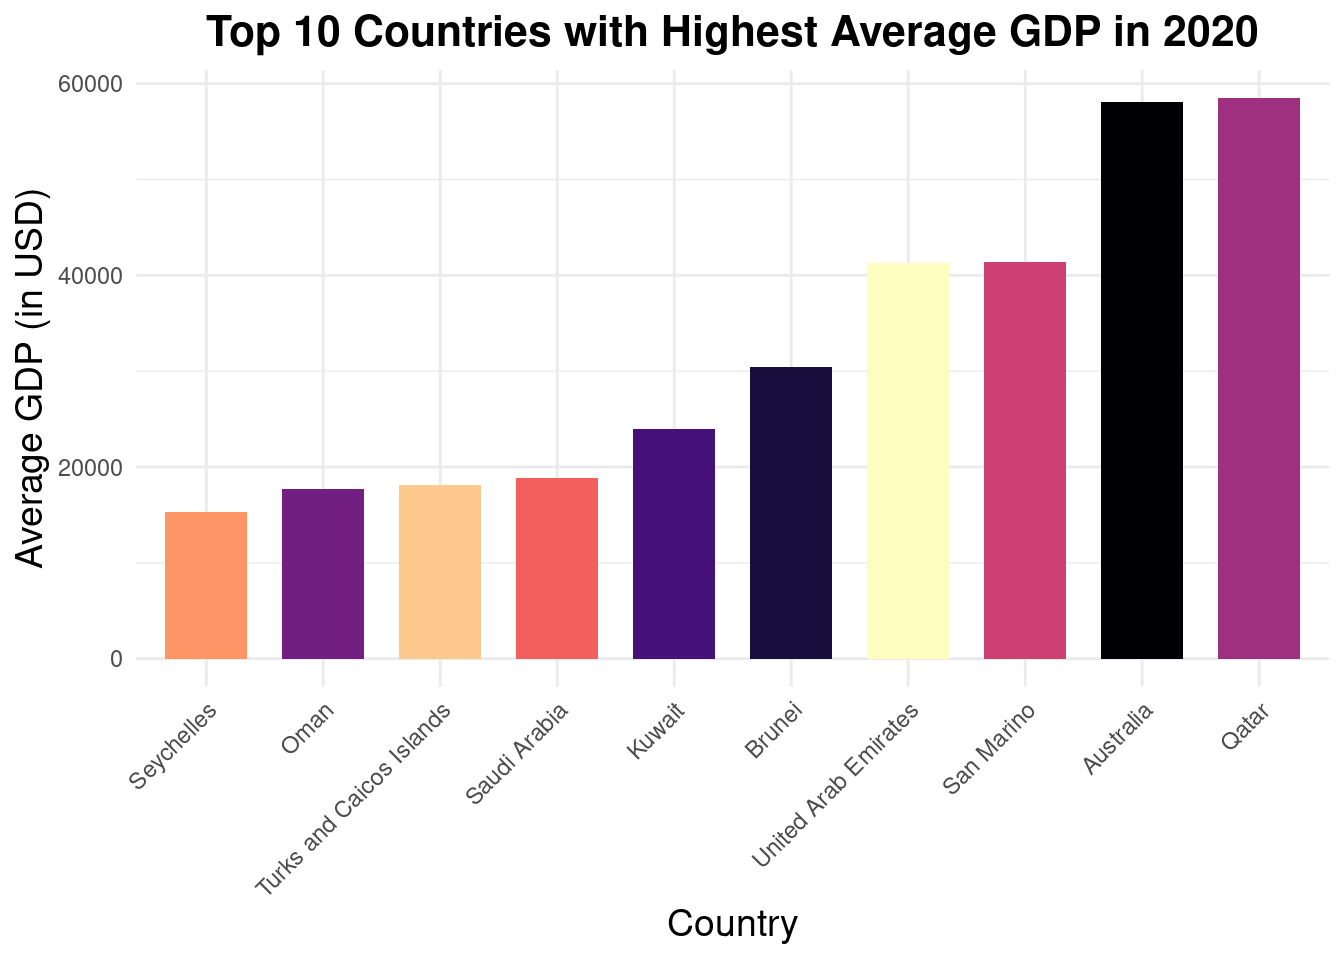 Top 10 Countries with Highest Average GDP in 2020
Average GDP (in USD)
60000
40000
20000
0
Seychelles
Oman
Turks and Caicos Islands
Saudi Arabia
Kuwait
Brunei
United Arab Emirates
San Marino
Australia
Qatar
Country